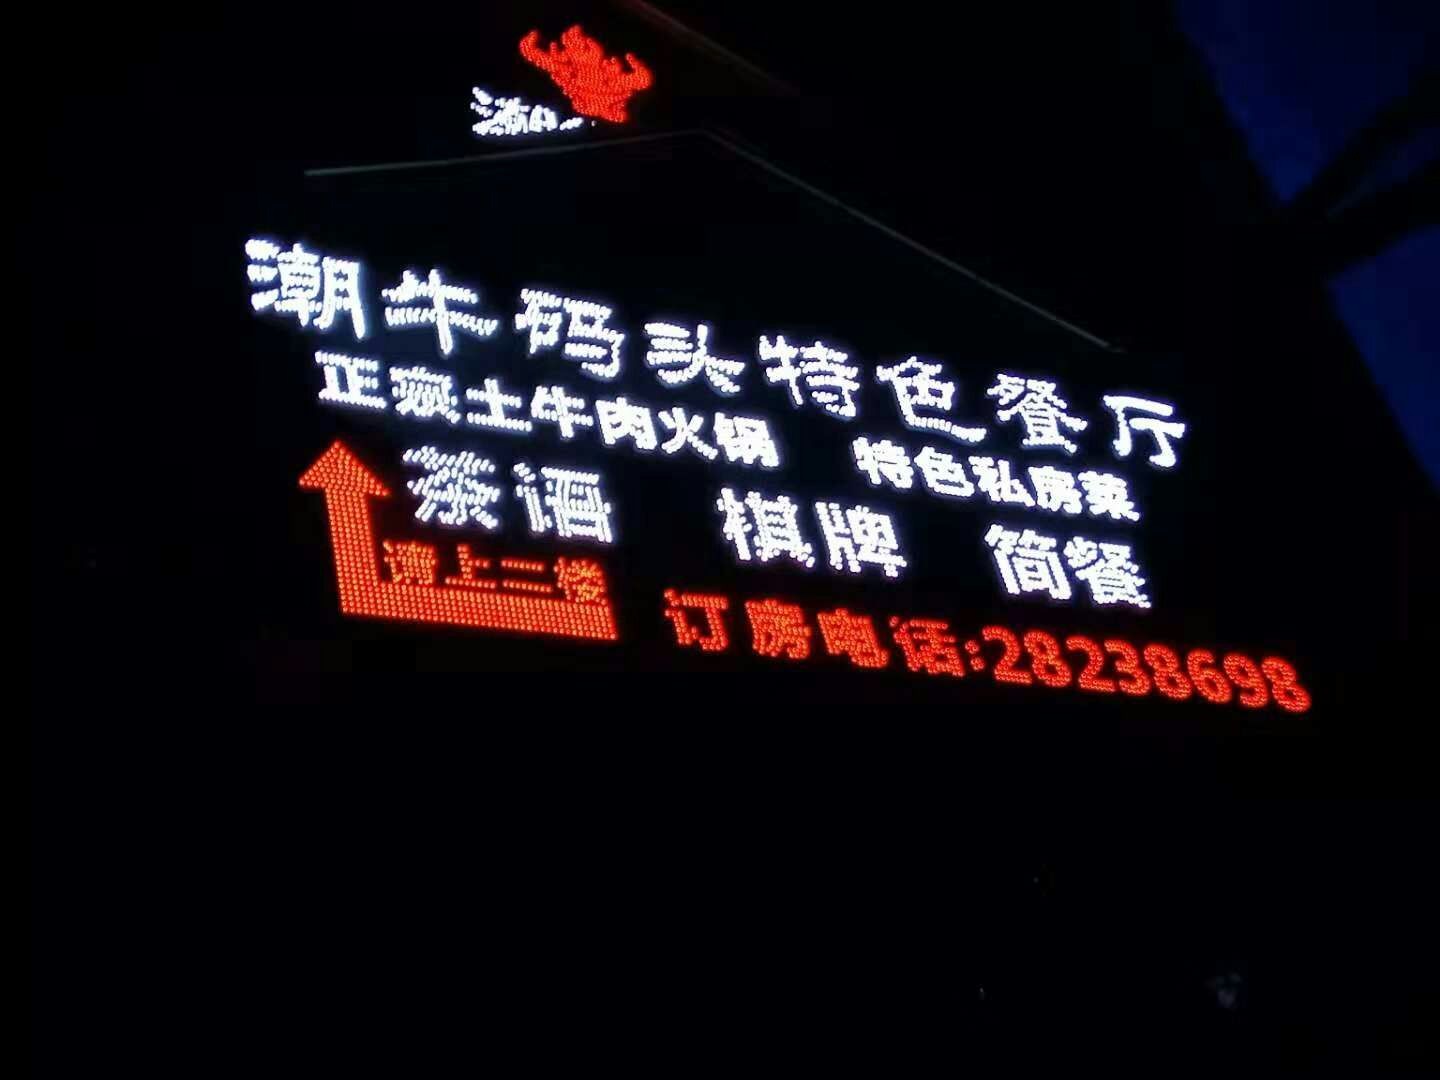 潮牛码头特色餐厅
正宗土牛肉火锅 特色私房菜
茶酒 棋牌 简餐
请上二楼
订房电话:28238698